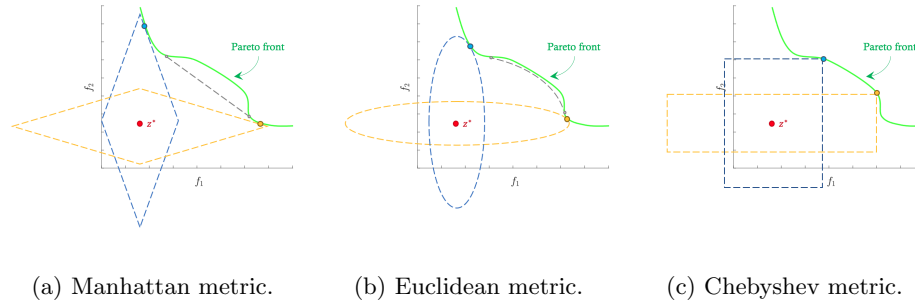 Pareto front
f₂
z*
f₁
Pareto front
f₂
z*
f₁
Pareto front
f₂
z*
f₁
(a) Manhattan metric.
(b) Euclidean metric.
(c) Chebyshev metric.